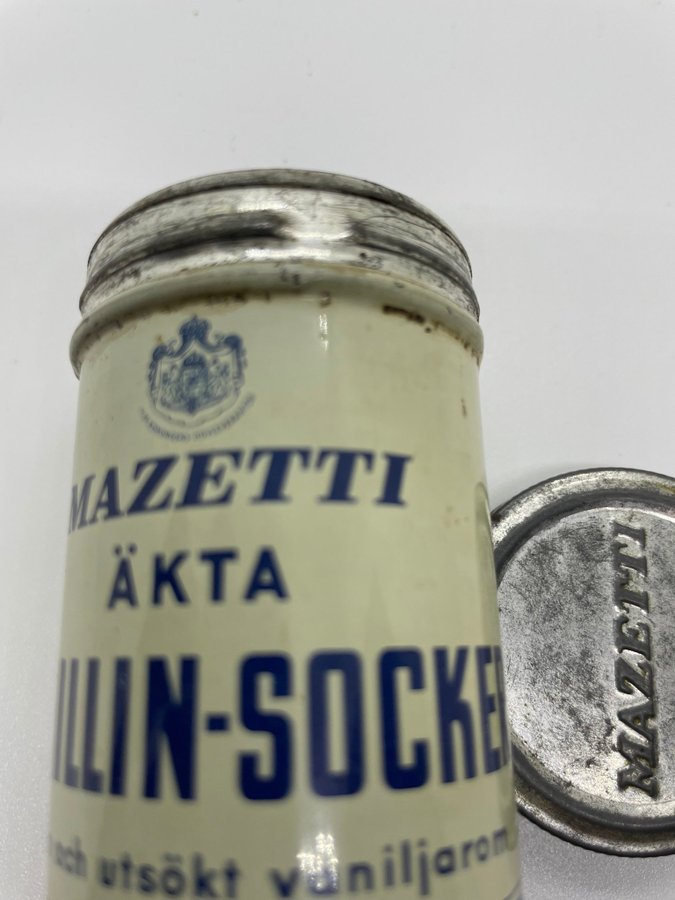 MAZETTI
ÄKTA
ILLIN-SOCKE
och utsökt vaniljarom
MAZETTI